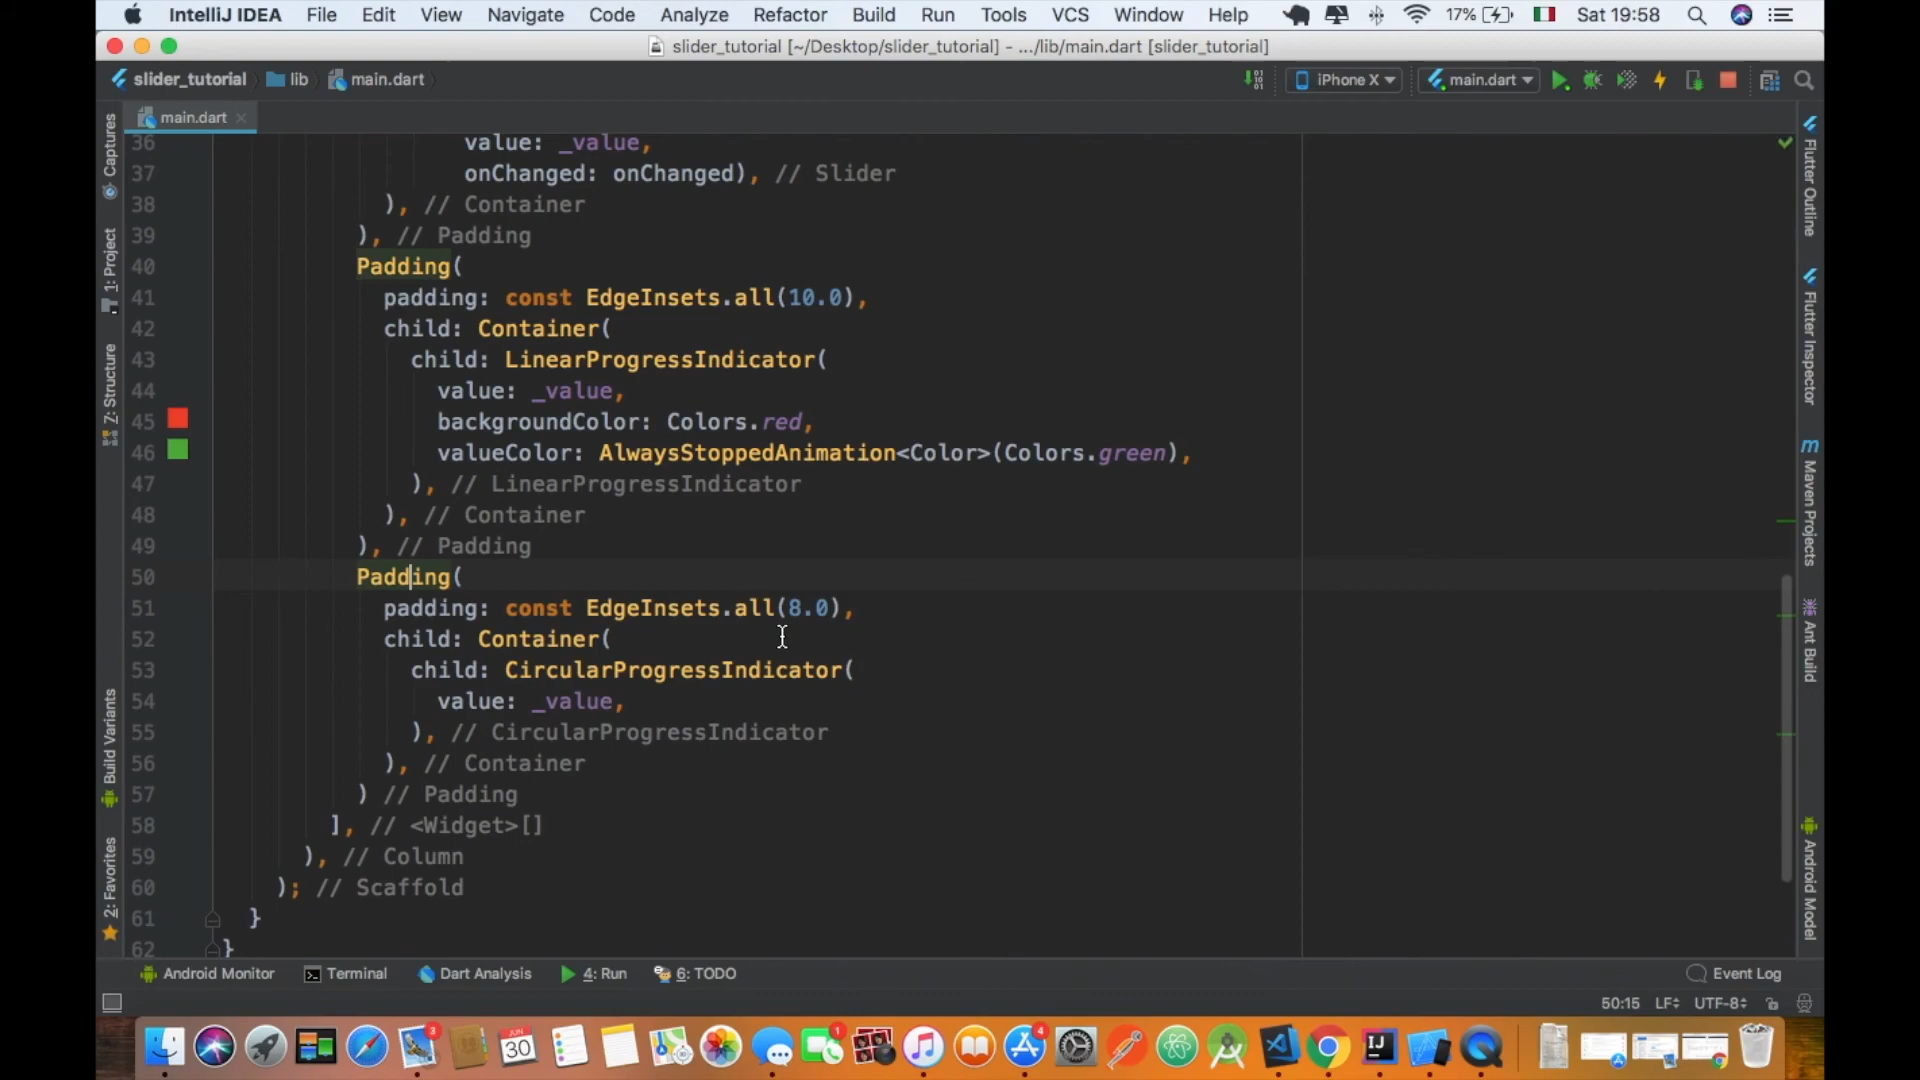 IntelliJ IDEA File Edit View Navigate Code Analyze Refactor Build Run Tools VCS Window Help 17% Sat 19:58
slider_tutorial [~/Desktop/slider_tutorial] - .../lib/main.dart [slider_tutorial]
slider_tutorial lib main.dart iPhone X main.dart
main.dart
36 value: _value,
37 onChanged: onChanged), // Slider
38 ), // Container
39 ), // Padding
40 Padding(
41 padding: const EdgeInsets.all(10.0),
42 child: Container(
43 child: LinearProgressIndicator(
44 value: _value,
45 backgroundColor: Colors.red,
46 valueColor: AlwaysStoppedAnimation<Color>(Colors.green),
47 ), // LinearProgressIndicator
48 ), // Container
49 ), // Padding
50 Padding(
51 padding: const EdgeInsets.all(8.0),
52 child: Container(
53 child: CircularProgressIndicator(
54 value: _value,
55 ), // CircularProgressIndicator
56 ), // Container
57 ) // Padding
58 ], // <Widget>[]
59 ), // Column
60 ); // Scaffold
61 }
62 }
Captures
1: Project
Z: Structure
Build Variants
2: Favorites
Flutter Outline
Flutter Inspector
m Maven Projects
Ant Build
Android Model
Android Monitor Terminal Dart Analysis 4: Run 6: TODO Event Log
50:15 LF UTF-8
3 JUN 30 1 4 IJ